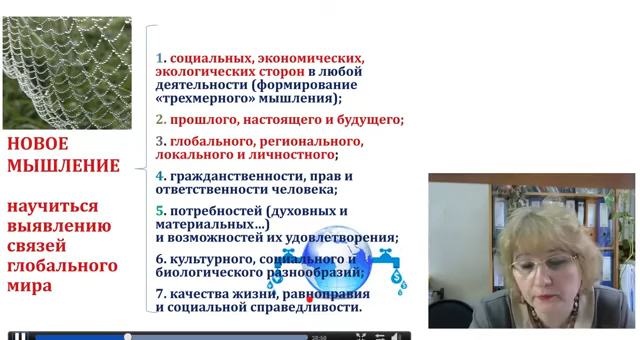 НОВОЕ
МЫШЛЕНИЕ
научиться
выявлению
связей
глобального
мира
1. социальных, экономических,
экологических сторон в любой
деятельности (формирование
«трехмерного» мышления);
2. прошлого, настоящего и будущего;
3. глобального, регионального,
локального и личностного;
4. гражданственности, прав и
ответственности человека;
5. потребностей (духовных и
материальных...)
и возможностей их удовлетворения;
6. культурного, социального и
биологического разнообразий;
7. качества жизни, равноправия
и социальной справедливости.